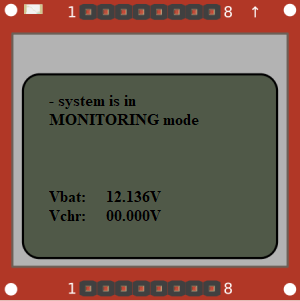 1 8 ↑
- system is in
MONITORING mode
Vbat: 12.136V
Vchr: 00.000V
1 8